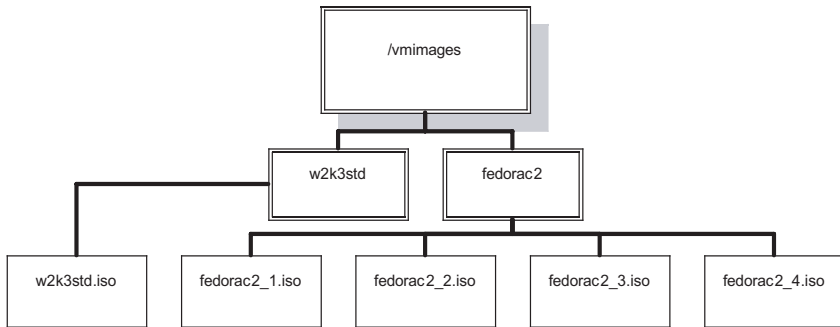 /vmimages
w2k3std
fedorac2
w2k3std.iso
fedorac2_1.iso
fedorac2_2.iso
fedorac2_3.iso
fedorac2_4.iso